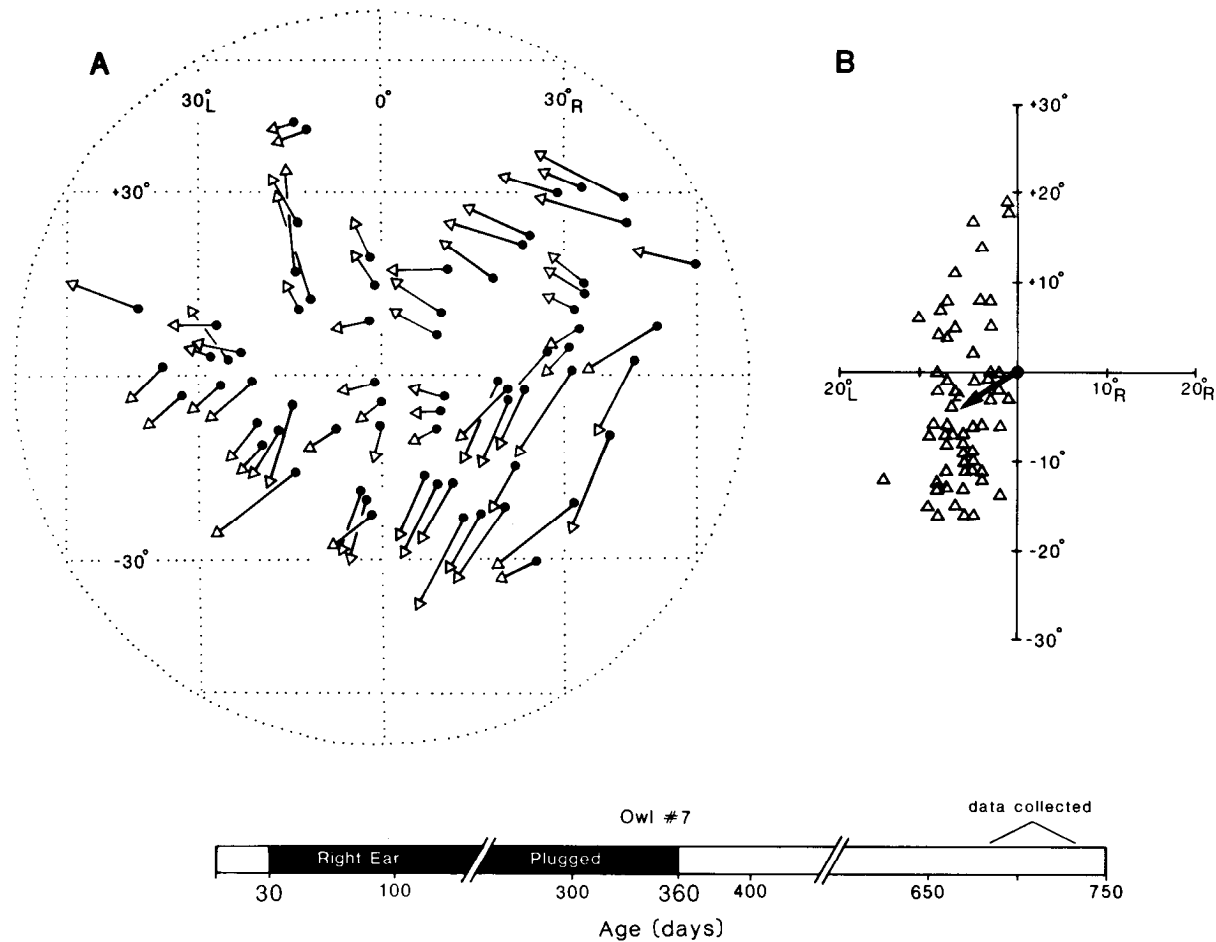 A
B
30°L
0°
30°R
+30°
-30°
+30°
+20°
+10°
20°L
10°R
20°R
-10°
-20°
-30°
data collected
Owl #7
Right Ear
Plugged
30
100
300
360
400
650
750
Age (days)